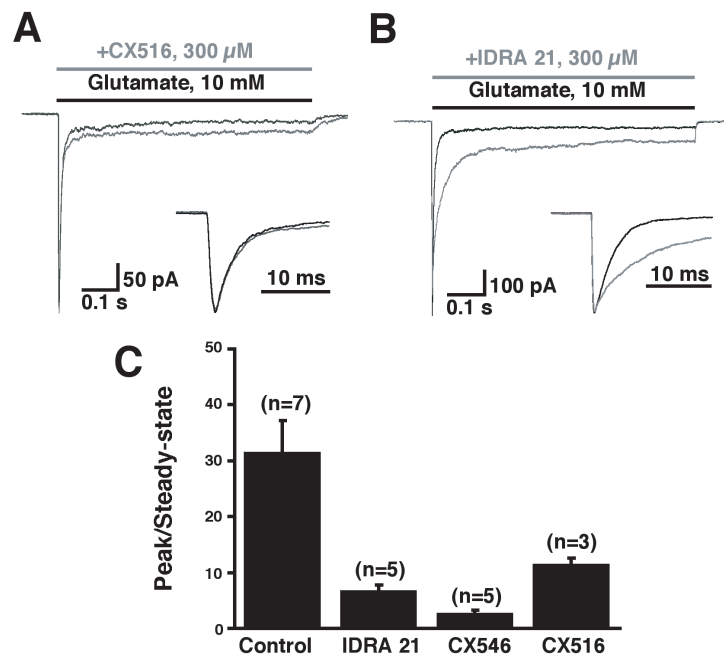 A
+CX516, 300 µM
Glutamate, 10 mM
50 pA
0.1 s
10 ms
B
+IDRA 21, 300 µM
Glutamate, 10 mM
100 pA
0.1 s
10 ms
C
Peak/Steady-state
50
40
30
20
10
0
(n=7)
(n=5)
(n=5)
(n=3)
Control IDRA 21 CX546 CX516